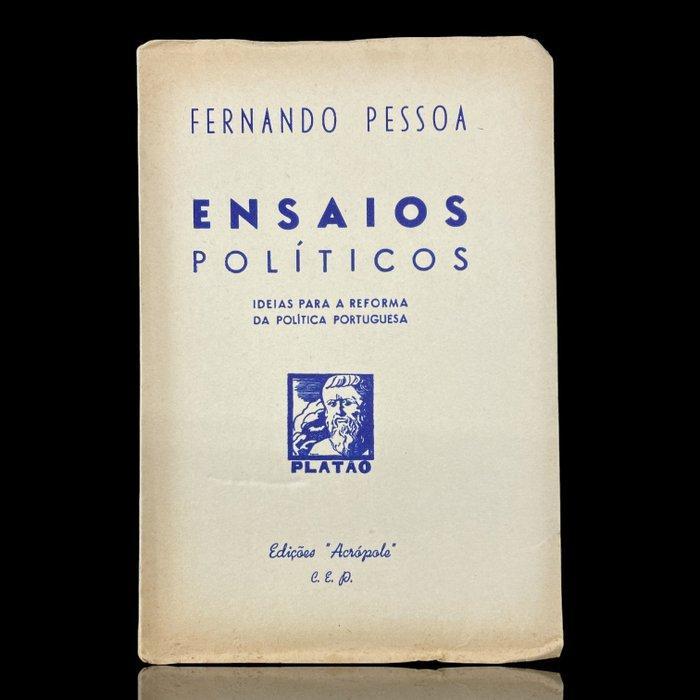 FERNANDO PESSOA
ENSAIOS
POLÍTICOS
IDEIAS PARA A REFORMA
DA POLÍTICA PORTUGUESA
PLATÃO
Edições "Acrópole"
C. E. P.